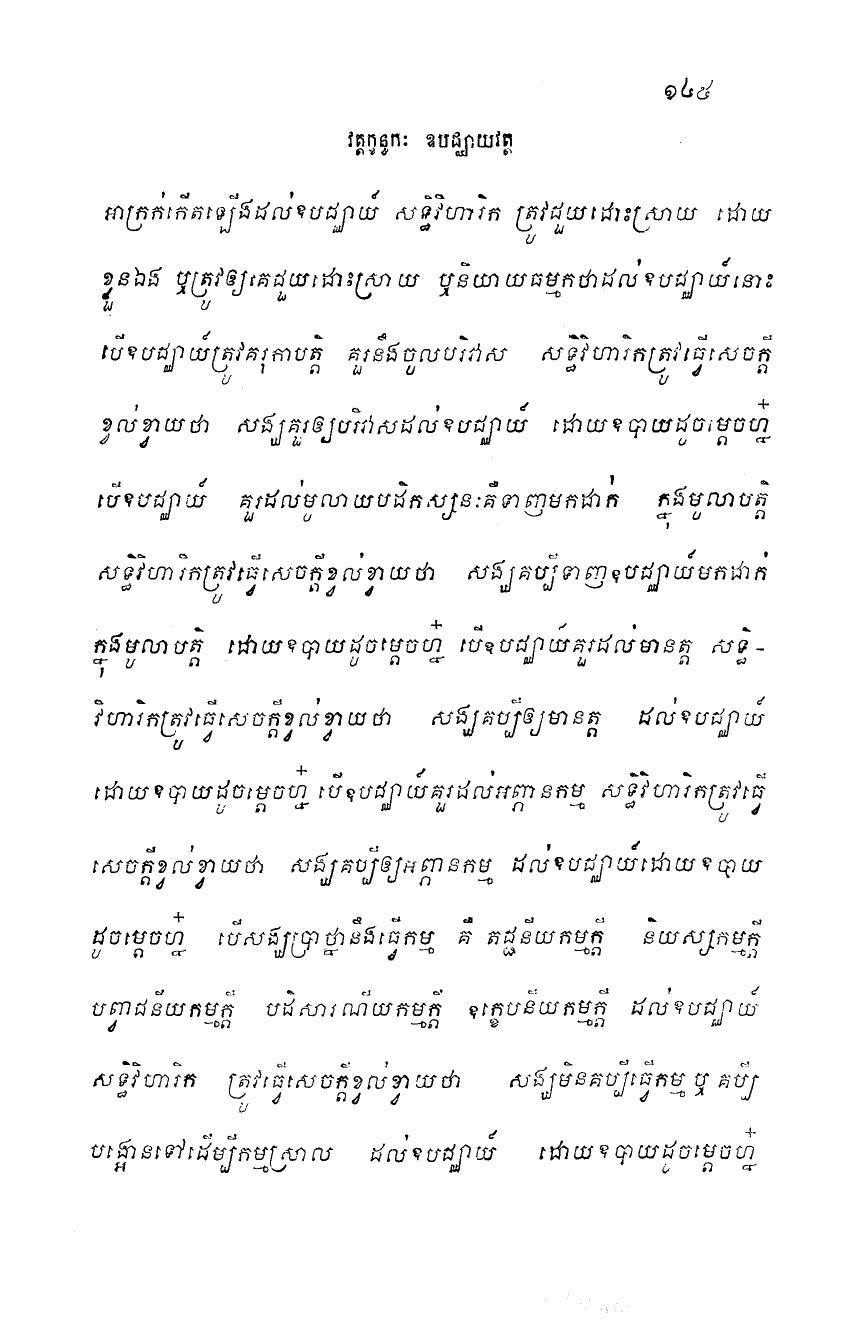 ១៤៥
វត្តក្ខន្ធកៈ ឧបជ្ឈាយវត្ត
អាក្រក់កើតឡើងដល់ឧបជ្ឈាយ៍ សទ្ធិវិហារិក ត្រូវជួយដោះស្រាយ ដោយ
ខ្លួនឯង ឬត្រូវឲ្យគេជួយដោះស្រាយ ឬនិយាយធម្មកថាដល់ឧបជ្ឈាយ៍នោះ
បើឧបជ្ឈាយ៍ត្រូវគរុកាបត្តិ គួរនឹងចូលបរិវាស សទ្ធិវិហារិកត្រូវធ្វើសេចក្តី
ខ្វល់ខ្វាយថា សង្ឃគួរឲ្យបរិវាសដល់ឧបជ្ឈាយ៍ ដោយឧបាយដូចម្តេចហ្ន៎
បើឧបជ្ឈាយ៍ គួរដល់មូលាយបដិកស្សនៈគឺទាញមកដាក់ ក្នុងមូលាបត្តិ
សទ្ធិវិហារិកត្រូវធ្វើសេចក្តីខ្វល់ខ្វាយថា សង្ឃគប្បីទាញឧបជ្ឈាយ៍មកដាក់
ក្នុងមូលាបត្តិ ដោយឧបាយដូចម្តេចហ្ន៎ បើឧបជ្ឈាយ៍គួរដល់មានត្ត សទ្ធិ-
វិហារិកត្រូវធ្វើសេចក្តីខ្វល់ខ្វាយថា សង្ឃគប្បីឲ្យមានត្ត ដល់ឧបជ្ឈាយ៍
ដោយឧបាយដូចម្តេចហ្ន៎ បើឧបជ្ឈាយ៍គួរដល់អព្ភានកម្ម សទ្ធិវិហារិកត្រូវធ្វើ
សេចក្តីខ្វល់ខ្វាយថា សង្ឃគប្បីឲ្យអព្ភានកម្ម ដល់ឧបជ្ឈាយ៍ដោយឧបាយ
ដូចម្តេចហ្ន៎ បើសង្ឃប្រាថ្នានឹងធ្វើកម្ម គឺ តជ្ជនីយកម្មក្តី និយស្សកម្មក្តី
បញ្វជនីយកម្មក្តី បដិសារណីយកម្មក្តី ឧក្ខេបនីយកម្មក្តី ដល់ឧបជ្ឈាយ៍
សទ្ធិវិហារិក ត្រូវធ្វើសេចក្តីខ្វល់ខ្វាយថា សង្ឃមិនគប្បីធ្វើកម្ម ឬ គប្បី
បង្អោនទៅដើម្បីកម្មស្រាល ដល់ឧបជ្ឈាយ៍ ដោយឧបាយដូចម្តេចហ្ន៎